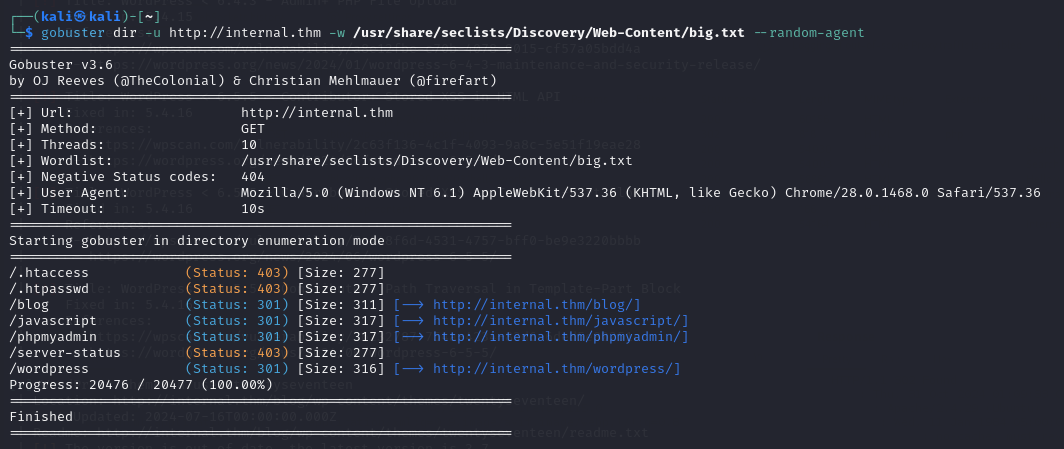 ┌──(kali㉿kali)-[~]
└─$ gobuster dir -u http://internal.thm -w /usr/share/seclists/Discovery/Web-Content/big.txt --random-agent
===============================================================
Gobuster v3.6
by OJ Reeves (@TheColonial) & Christian Mehlmauer (@firefart)
===============================================================
[+] Url:                     http://internal.thm
[+] Method:                  GET
[+] Threads:                 10
[+] Wordlist:                /usr/share/seclists/Discovery/Web-Content/big.txt
[+] Negative Status codes:   404
[+] User Agent:              Mozilla/5.0 (Windows NT 6.1) AppleWebKit/537.36 (KHTML, like Gecko) Chrome/28.0.1468.0 Safari/537.36
[+] Timeout:                 10s
===============================================================
Starting gobuster in directory enumeration mode
===============================================================
/.htaccess            (Status: 403) [Size: 277]
/.htpasswd            (Status: 403) [Size: 277]
/blog                 (Status: 301) [Size: 311] [--> http://internal.thm/blog/]
/javascript           (Status: 301) [Size: 317] [--> http://internal.thm/javascript/]
/phpmyadmin           (Status: 301) [Size: 317] [--> http://internal.thm/phpmyadmin/]
/server-status        (Status: 403) [Size: 277]
/wordpress            (Status: 301) [Size: 316] [--> http://internal.thm/wordpress/]
Progress: 20476 / 20477 (100.00%)
===============================================================
Finished
===============================================================